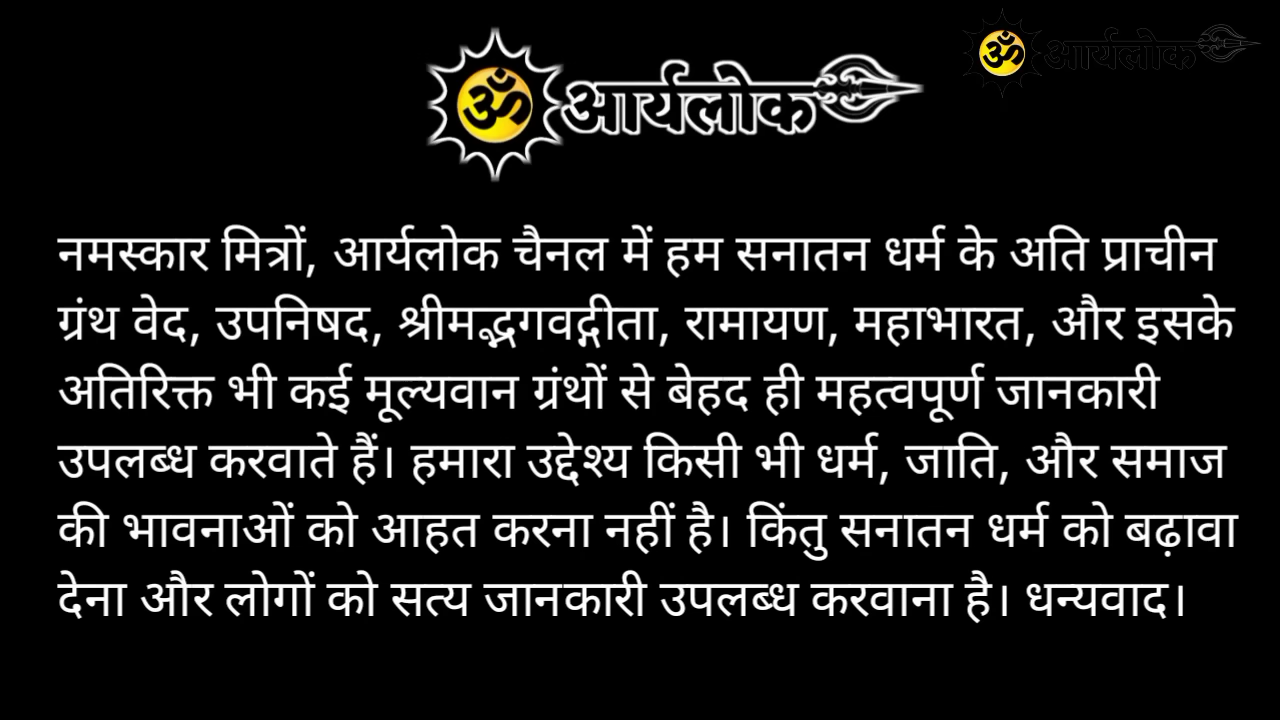 ॐ आर्यलोक
ॐ आर्यलोक
नमस्कार मित्रों, आर्यलोक चैनल में हम सनातन धर्म के अति प्राचीन
ग्रंथ वेद, उपनिषद, श्रीमद्भगवद्गीता, रामायण, महाभारत, और इसके
अतिरिक्त भी कई मूल्यवान ग्रंथों से बेहद ही महत्वपूर्ण जानकारी
उपलब्ध करवाते हैं। हमारा उद्देश्य किसी भी धर्म, जाति, और समाज
की भावनाओं को आहत करना नहीं है। किंतु सनातन धर्म को बढ़ावा
देना और लोगों को सत्य जानकारी उपलब्ध करवाना है। धन्यवाद।